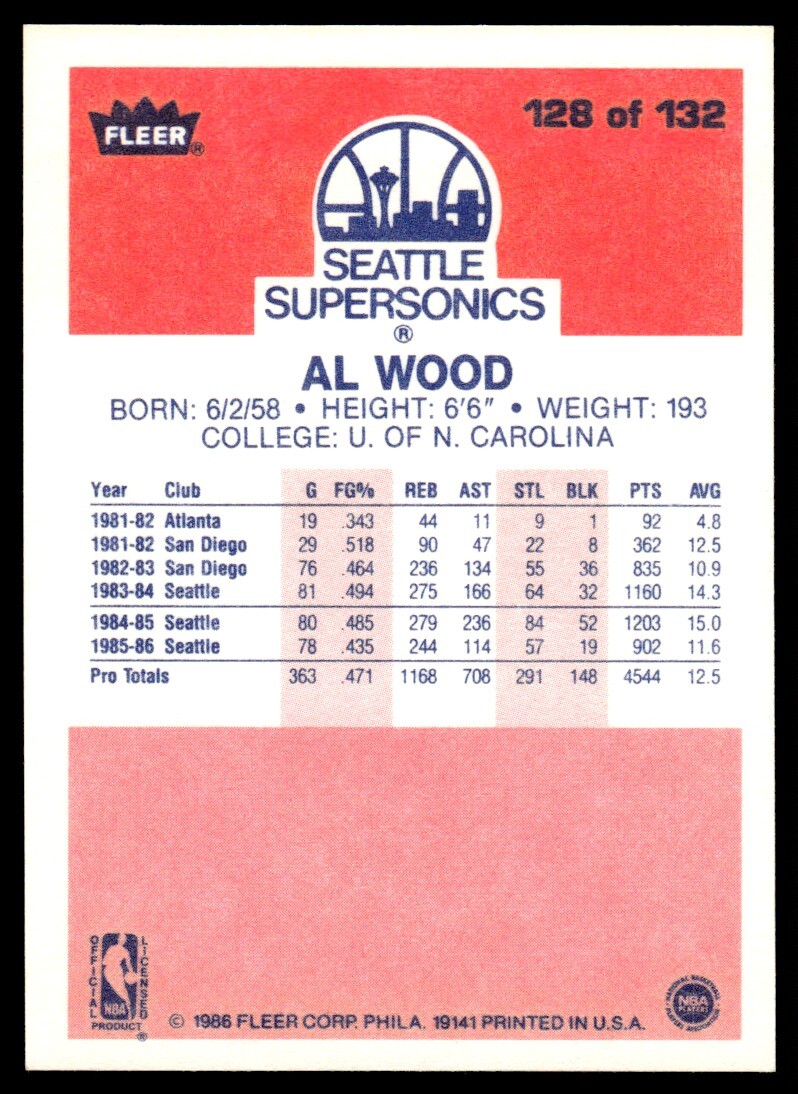 FLEER®
128 of 132
SEATTLE
SUPERSONICS
®
AL WOOD
BORN: 6/2/58 • HEIGHT: 6'6" • WEIGHT: 193
COLLEGE: U. OF N. CAROLINA
Year Club G FG% REB AST STL BLK PTS AVG
1981-82 Atlanta 19 .343 44 11 9 1 92 4.8
1981-82 San Diego 29 .518 90 47 22 8 362 12.5
1982-83 San Diego 76 .464 236 134 55 36 835 10.9
1983-84 Seattle 81 .494 275 166 64 32 1160 14.3
1984-85 Seattle 80 .485 279 236 84 52 1203 15.0
1985-86 Seattle 78 .435 244 114 57 19 902 11.6
Pro Totals 363 .471 1168 708 291 148 4544 12.5
OFFICIAL
LICENSED
NBA
PRODUCT ®
© 1986 FLEER CORP. PHILA. 19141 PRINTED IN U.S.A.
NATIONAL BASKETBALL
NBA
PLAYERS
PLAYERS ASSOCIATION